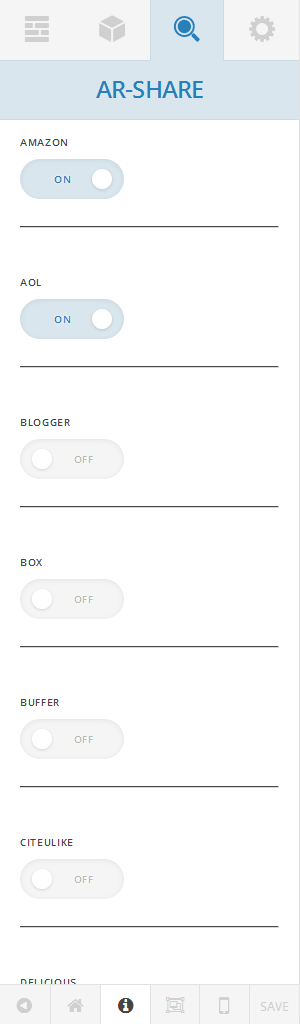 AR-SHARE
AMAZON
ON
AOL
ON
BLOGGER
OFF
BOX
OFF
BUFFER
OFF
CITEULIKE
OFF
DELICIOUS
SAVE